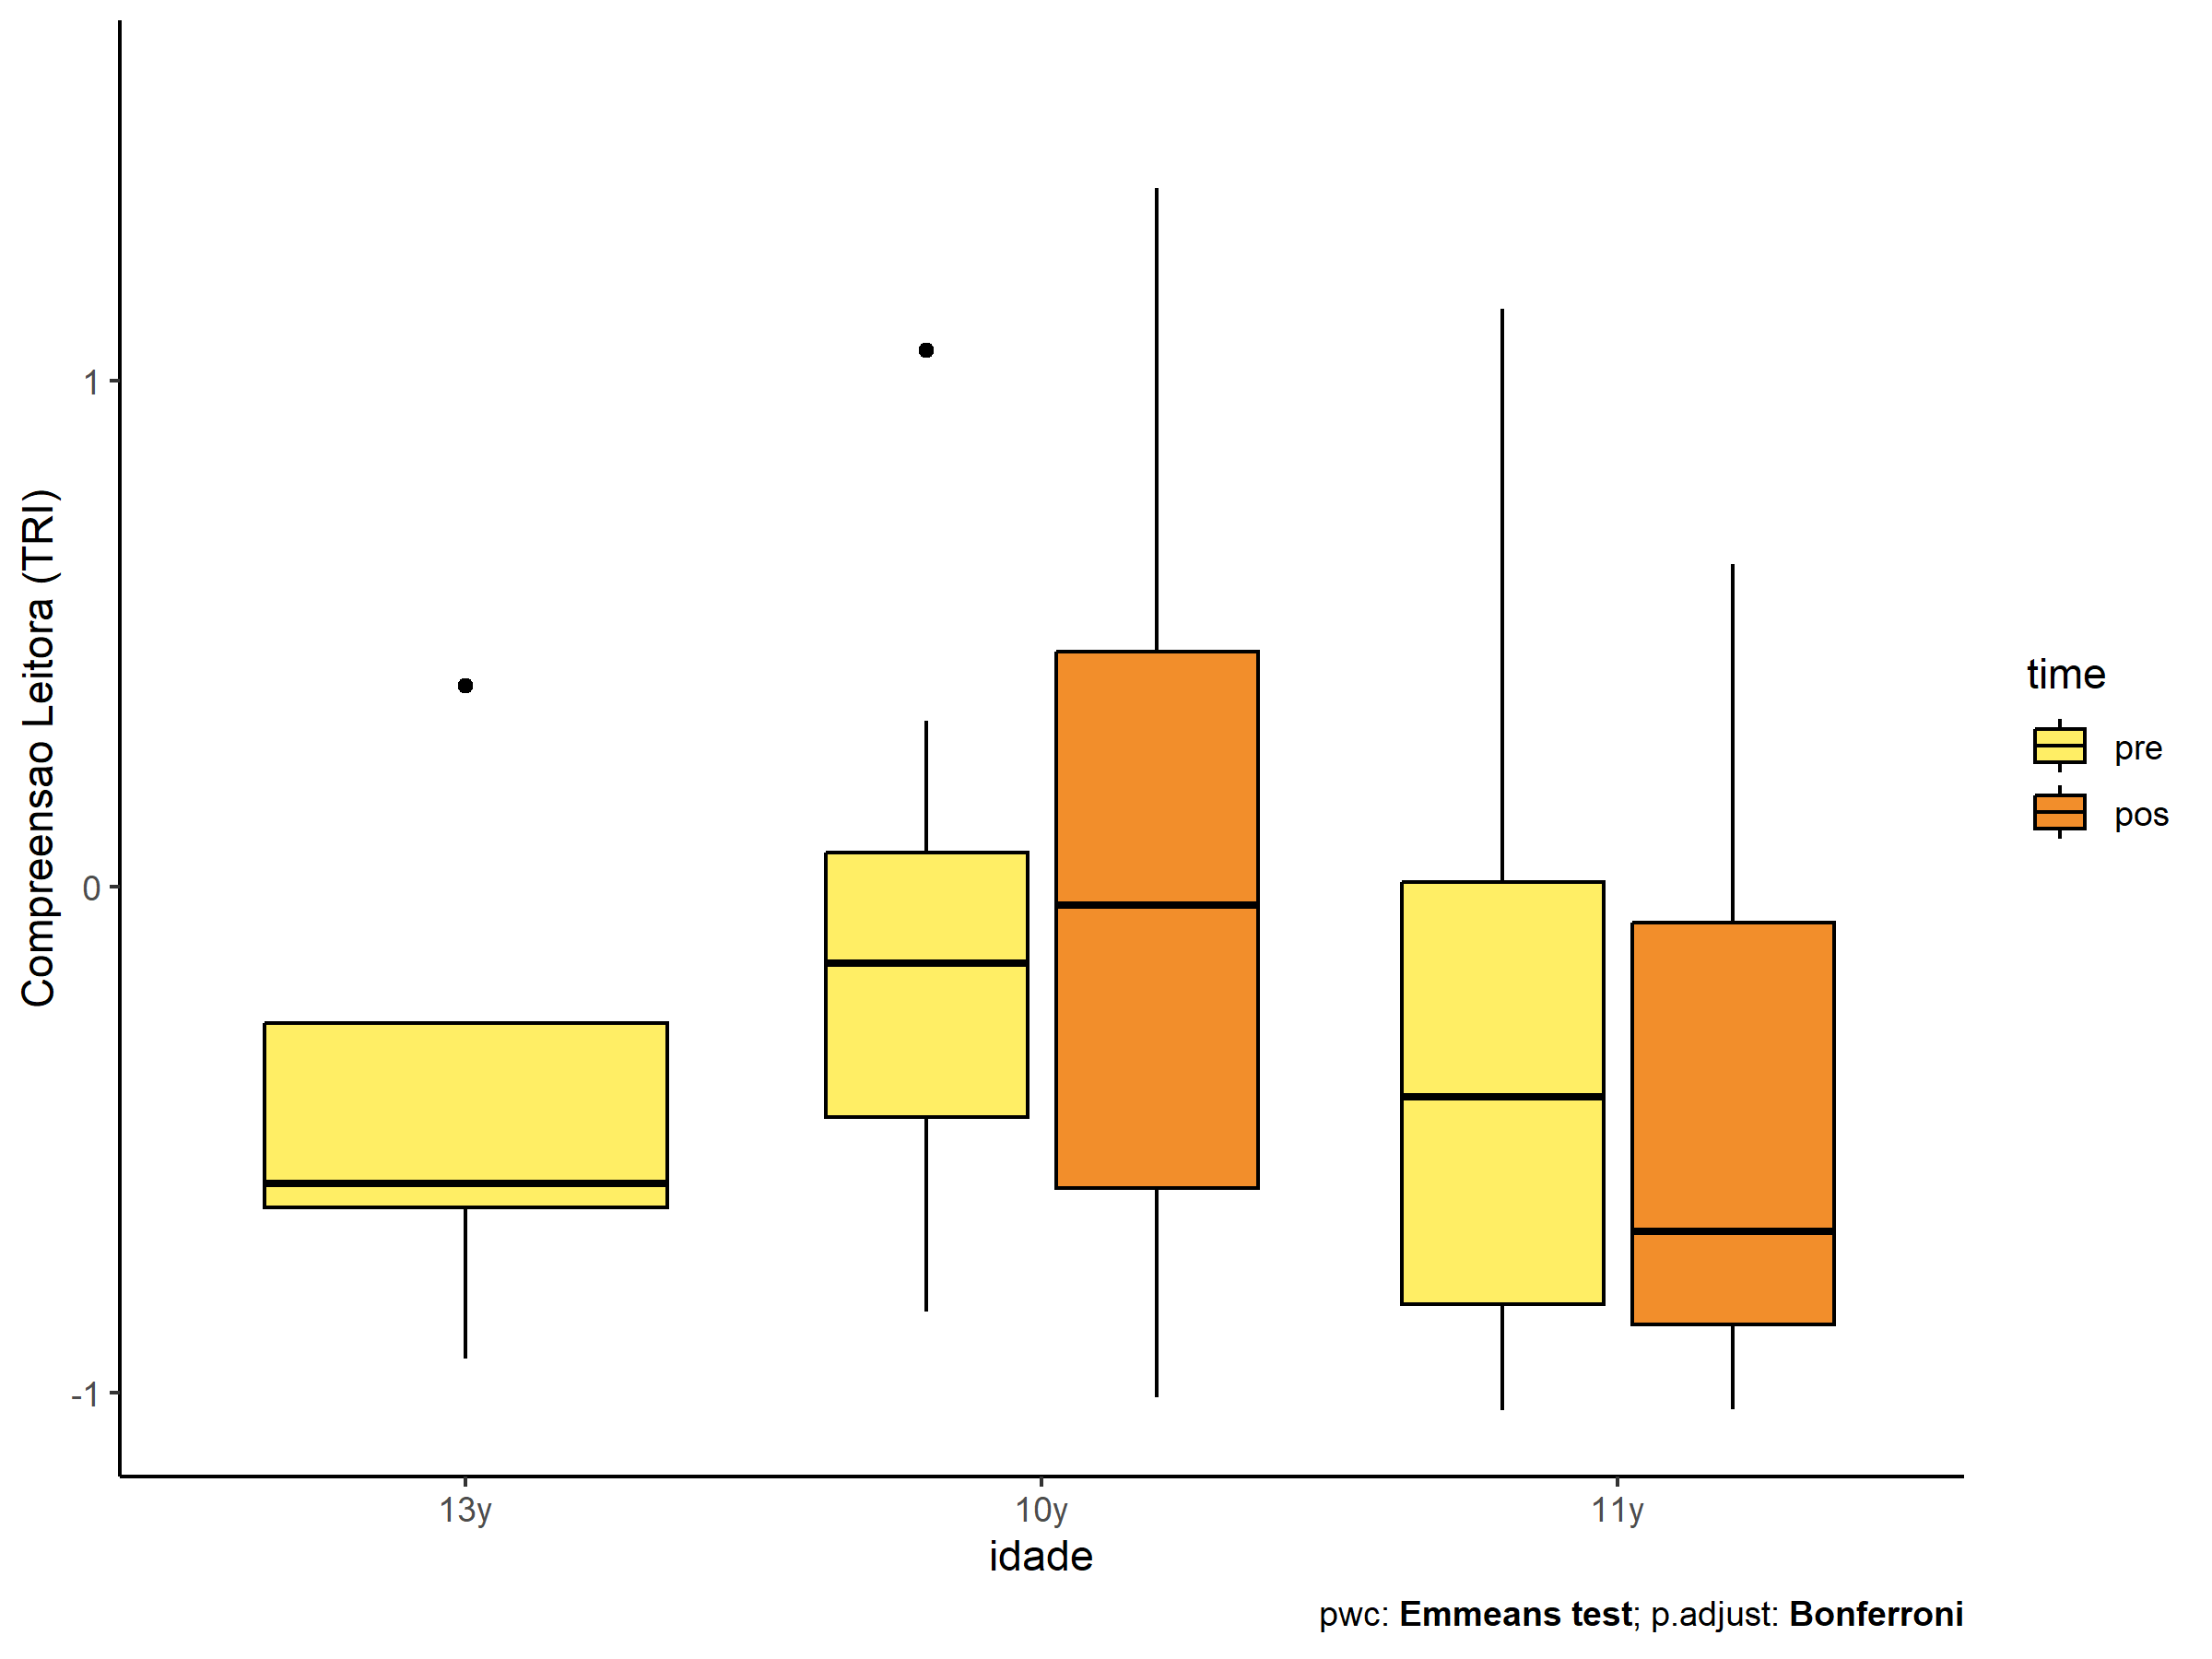 Compreensao Leitora (TRI)
1
0
-1
13y
10y
11y
idade
time
pre
pos
pwc: Emmeans test; p.adjust: Bonferroni